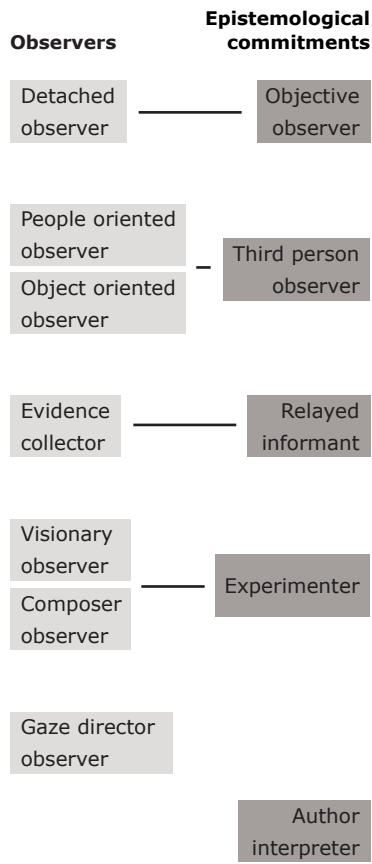 Observers
Epistemological
commitments
Detached
observer
Objective
observer
People oriented
observer
Object oriented
observer
Third person
observer
Evidence
collector
Relayed
informant
Visionary
observer
Composer
observer
Experimenter
Gaze director
observer
Author
interpreter